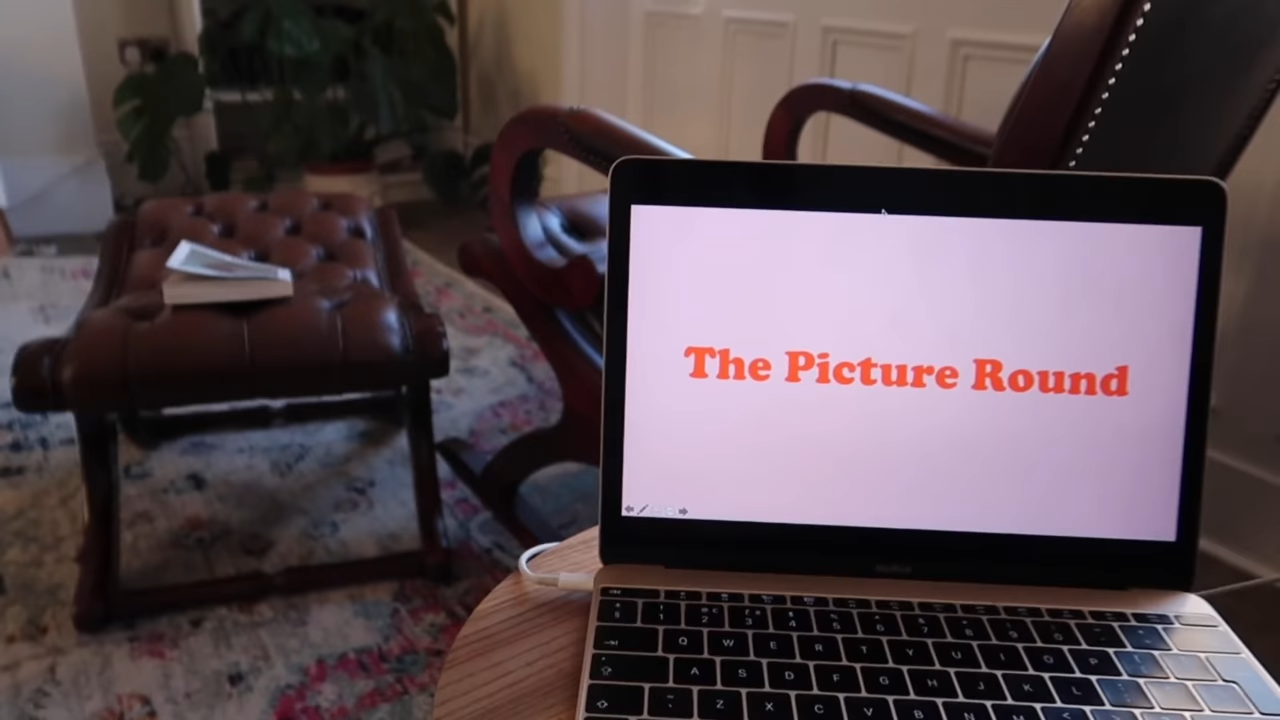 The Picture Round
Q W E R T Y U I O P
A S D F G H J K L
Z X C V B N M